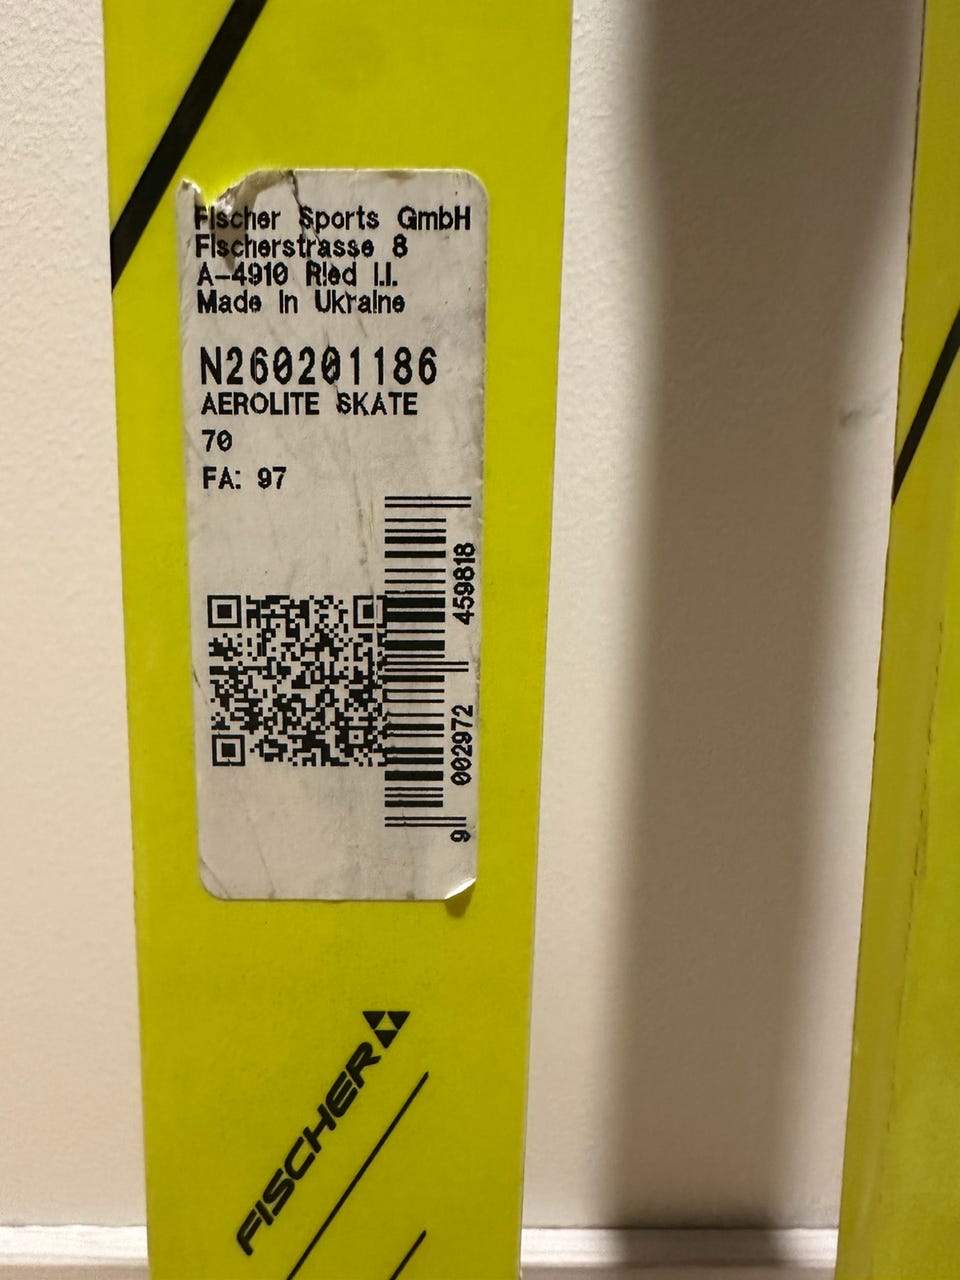 Fischer Sports GmbH
Fischerstrasse 8
A-4910 Ried I.I.
Made in Ukraine
N260201186
AEROLITE SKATE
70
FA: 97
9 002972 459818
FISCHER